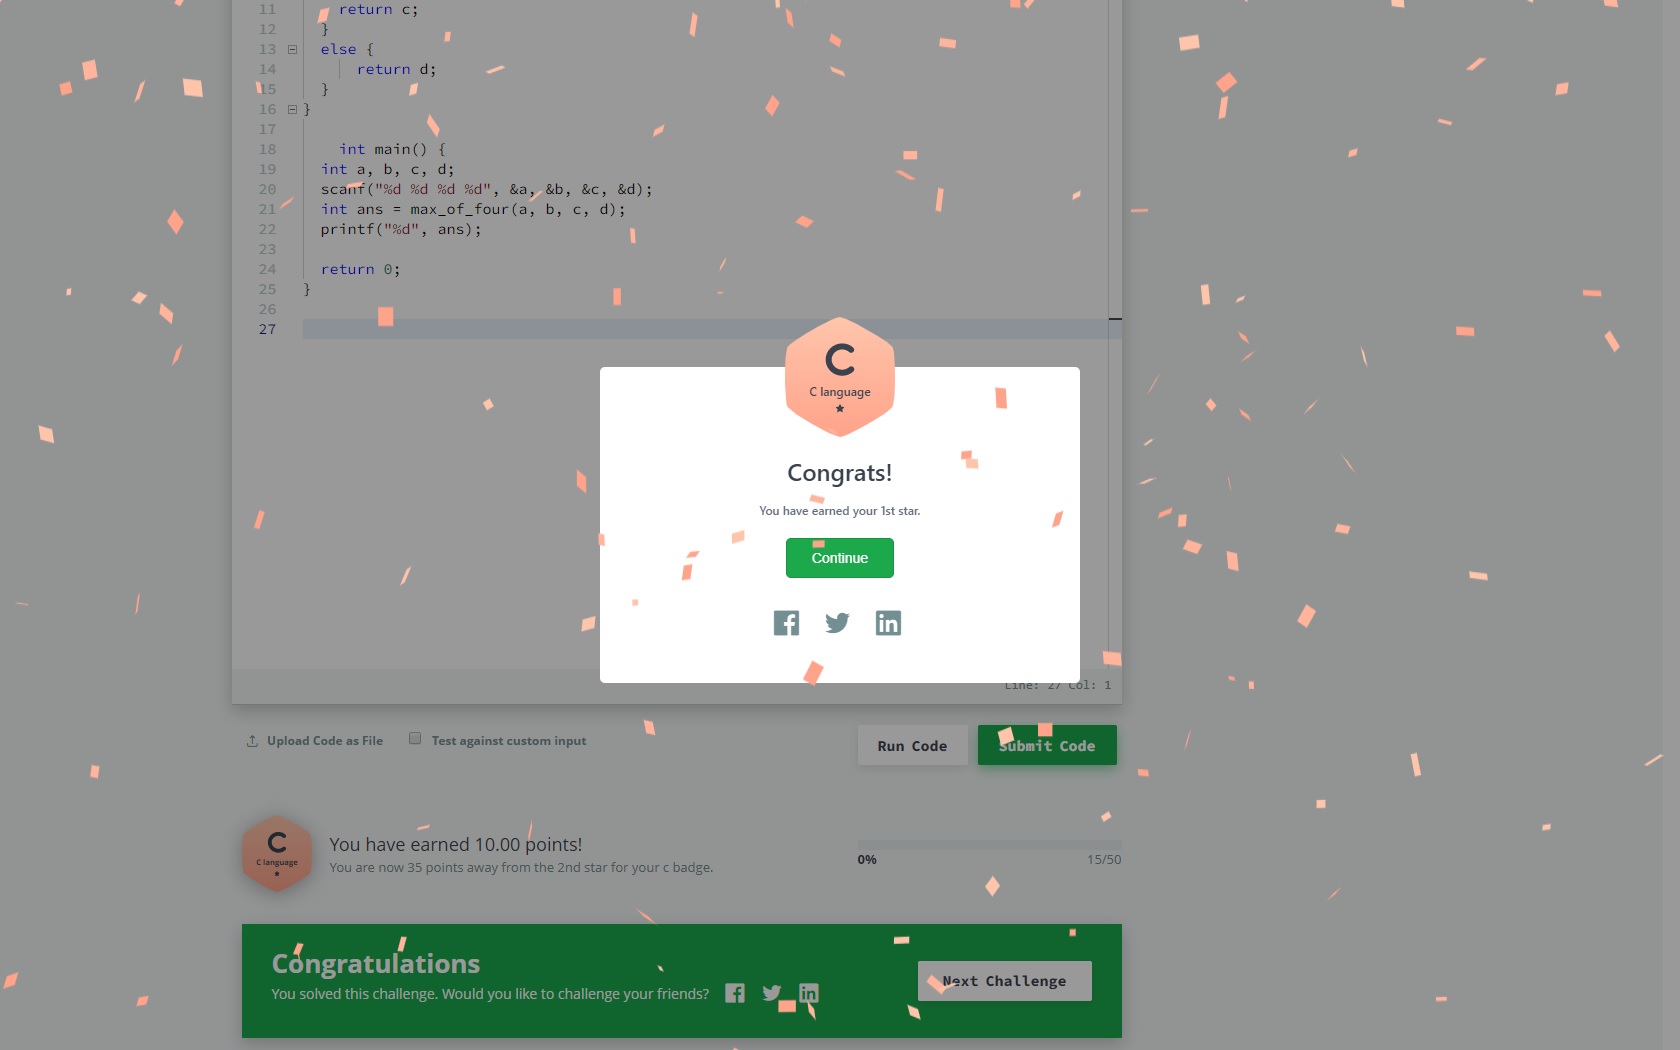 11 return c;
12 }
13 else {
14 return d;
15 }
16 }
17
18 int main() {
19 int a, b, c, d;
20 scanf("%d %d %d %d", &a, &b, &c, &d);
21 int ans = max_of_four(a, b, c, d);
22 printf("%d", ans);
23
24 return 0;
25 }
26
27
C
C language
Congrats!
You have earned your 1st star.
Continue
Line: 27 Col: 1
Upload Code as File
Test against custom input
Run Code
Submit Code
C
C language
You have earned 10.00 points!
You are now 35 points away from the 2nd star for your c badge.
0%
15/50
Congratulations
You solved this challenge. Would you like to challenge your friends?
Next Challenge